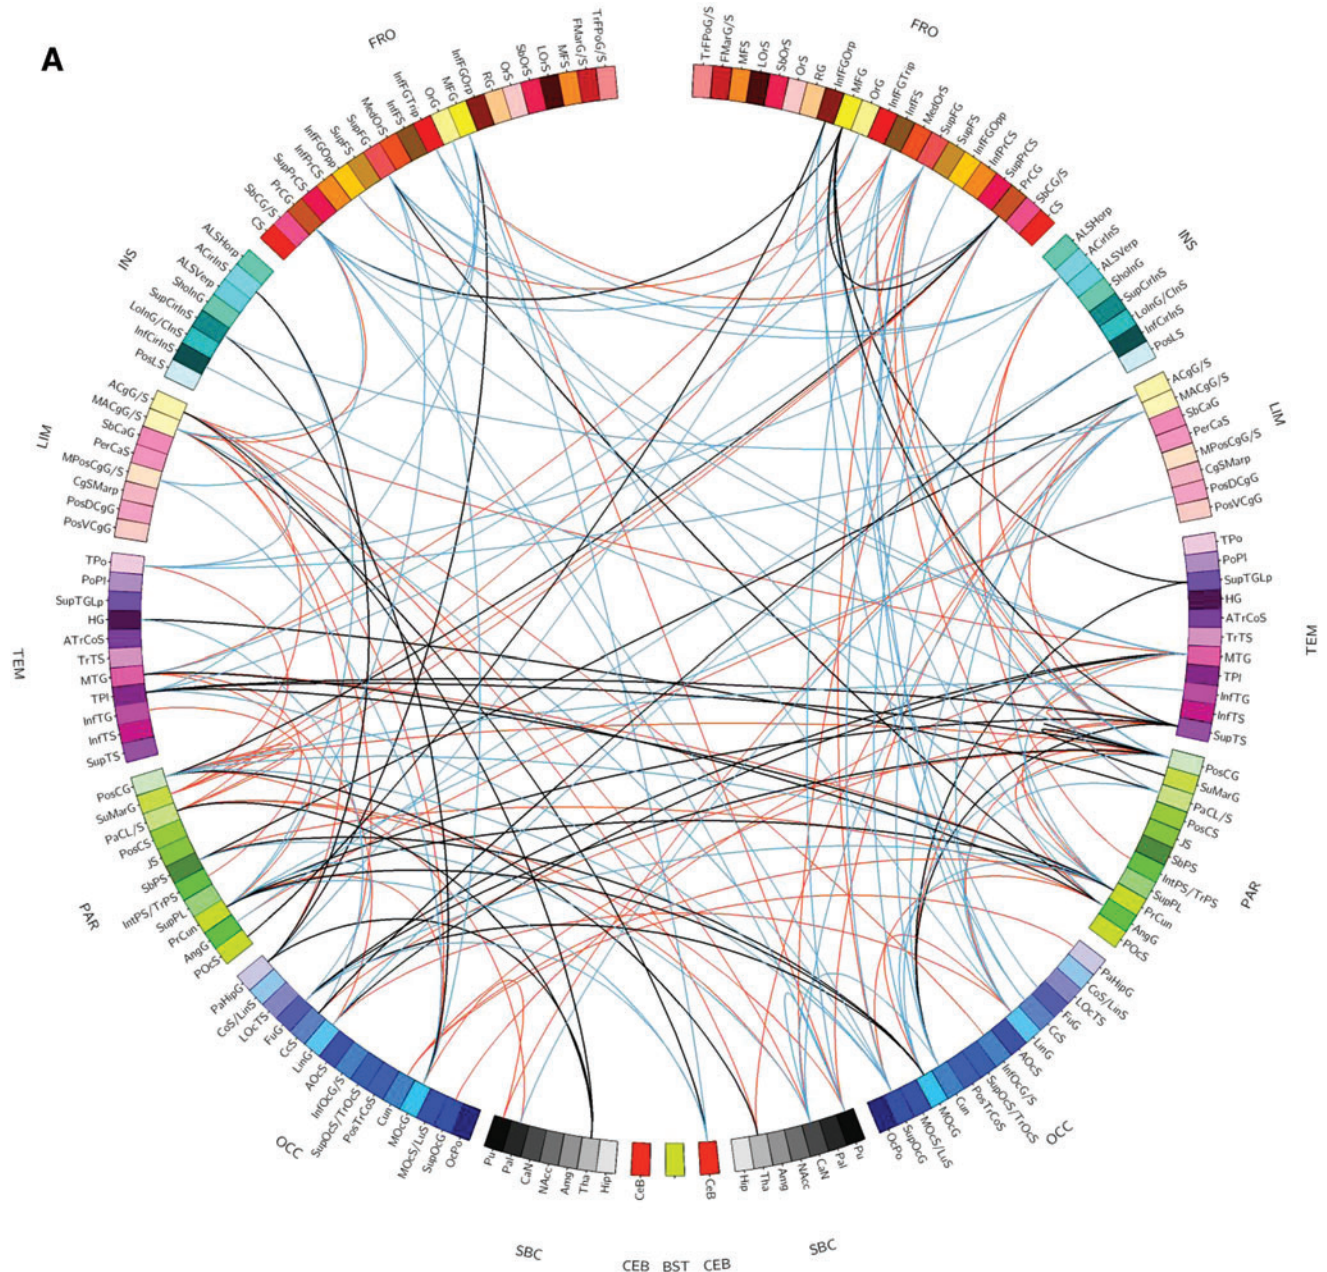 A
FRO
TrFPoG/S
FMarG/S
MFS
LOrS
SbOrS
OrS
RG
InfFGOrp
MFG
OrG
InfFGTrip
InfFS
MedOrS
SupFG
SupFS
InfFGOpp
InfPrCS
SupPrCS
PrCG
SbCG/S
CS
INS
ALSHorp
ACirInS
ALSVerp
ShoInG
SupCirInS
LoInG/CInS
InfCirInS
PosLS
LIM
ACgG/S
MACgG/S
SbCaG
PerCaS
MPosCgG/S
CgSMarp
PosDCgG
PosVCgG
TEM
TPo
PoPl
SupTGLp
HG
ATrCoS
TrTS
MTG
TPl
InfTG
InfTS
SupTS
PAR
PosCG
SuMarG
PaCL/S
PosCS
JS
SbPS
IntPS/TrPS
SupPL
PrCun
AngG
POcS
OCC
PaHipG
CoS/LinS
LOcTS
FuG
CcS
LinG
AOcS
InfOcG/S
SupOcS/TrOcS
PosTrCoS
Cun
MOcG
MOcS/LuS
SupOcG
OcPo
SBC
Pu
Pal
CaN
NAcc
Amg
Tha
Hip
CeB
CEB
BST
FRO
TrFPoG/S
FMarG/S
MFS
LOrS
SbOrS
OrS
RG
InfFGOrp
MFG
OrG
InfFGTrip
InfFS
MedOrS
SupFG
SupFS
InfFGOpp
InfPrCS
SupPrCS
PrCG
SbCG/S
CS
INS
ALSHorp
ACirInS
ALSVerp
ShoInG
SupCirInS
LoInG/CInS
InfCirInS
PosLS
LIM
ACgG/S
MACgG/S
SbCaG
PerCaS
MPosCgG/S
CgSMarp
PosDCgG
PosVCgG
TEM
TPo
PoPl
SupTGLp
HG
ATrCoS
TrTS
MTG
TPl
InfTG
InfTS
SupTS
PAR
PosCG
SuMarG
PaCL/S
PosCS
JS
SbPS
IntPS/TrPS
SupPL
PrCun
AngG
POcS
OCC
PaHipG
CoS/LinS
LOcTS
FuG
CcS
LinG
AOcS
InfOcG/S
SupOcS/TrOcS
PosTrCoS
Cun
MOcG
MOcS/LuS
SupOcG
OcPo
SBC
Pu
Pal
CaN
NAcc
Amg
Tha
Hip
CeB
CEB